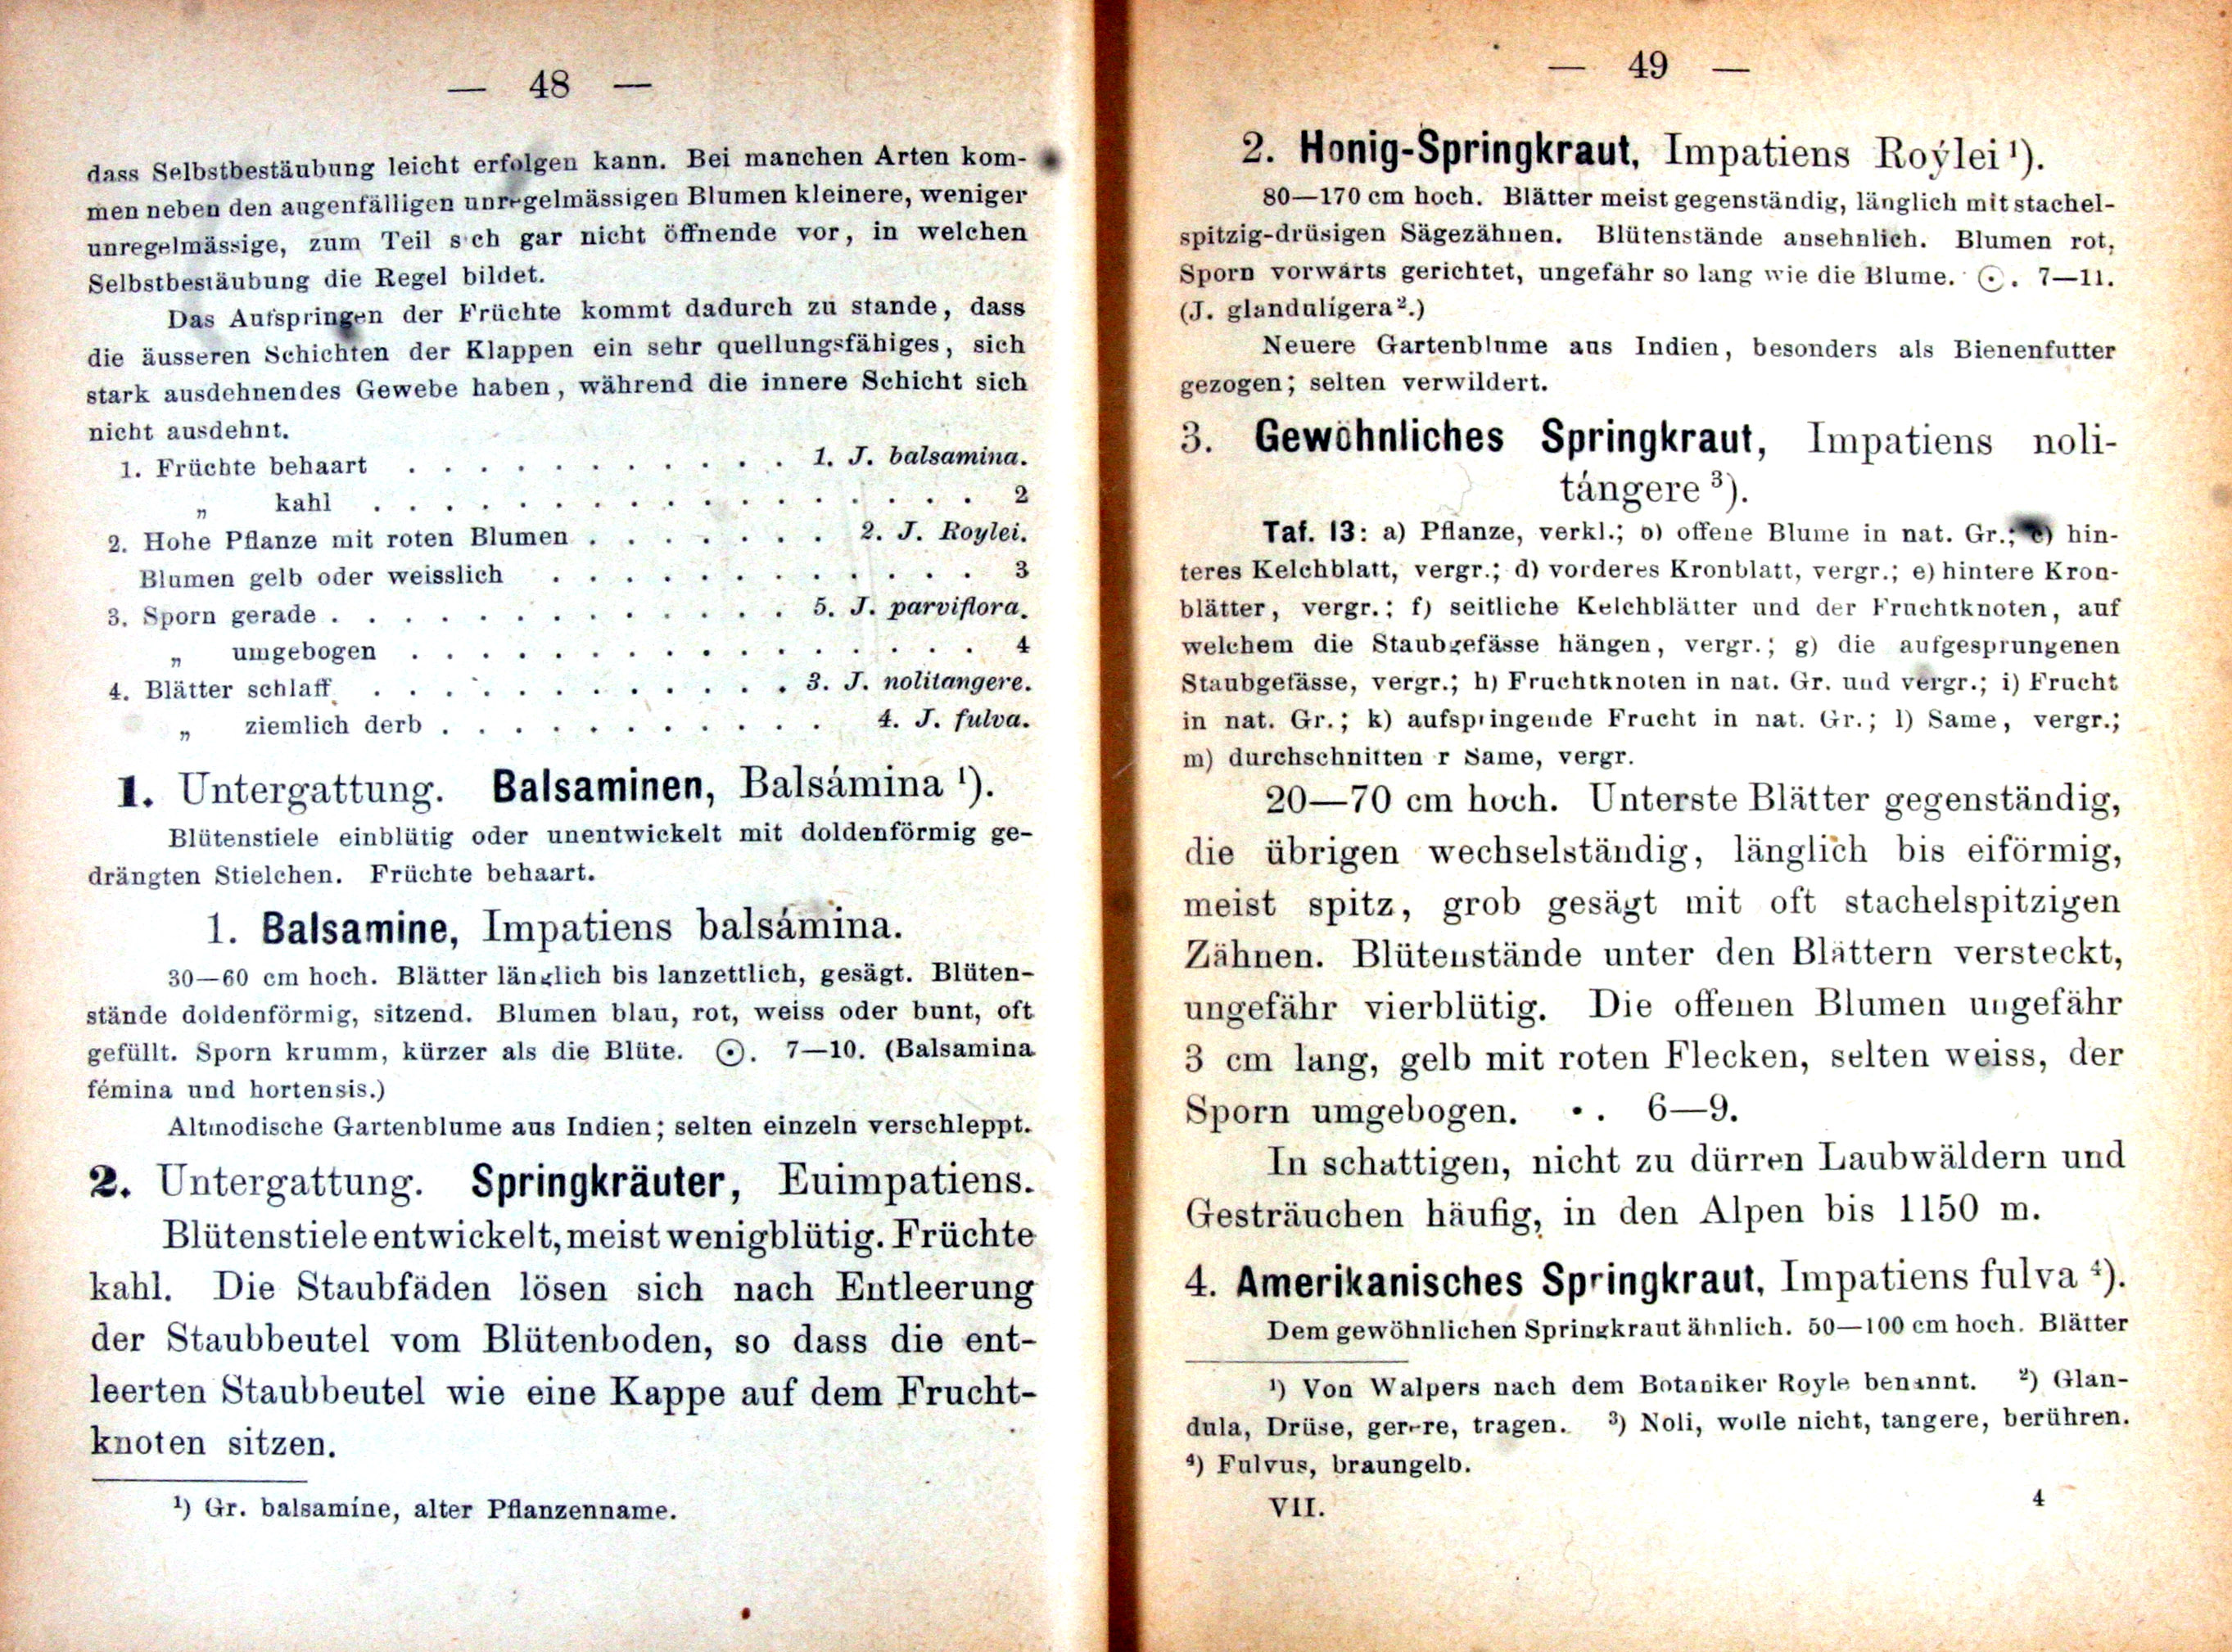 — 48 —
dass Selbstbestäubung leicht erfolgen kann. Bei manchen Arten kom-
men neben den augenfälligen unregelmässigen Blumen kleinere, weniger
unregelmässige, zum Teil sich gar nicht öffnende vor, in welchen
Selbstbestäubung die Regel bildet.
Das Aufspringen der Früchte kommt dadurch zu stande, dass
die äusseren Schichten der Klappen ein sehr quellungsfähiges, sich
stark ausdehnendes Gewebe haben, während die innere Schicht sich
nicht ausdehnt.
1. Früchte behaart . . . . . . . . . . . 1. J. balsamina.
„ kahl . . . . . . . . . . . . . . . . . 2
2. Hohe Pflanze mit roten Blumen . . . . . . . 2. J. Roylei.
Blumen gelb oder weisslich . . . . . . . . . . . . 3
3. Sporn gerade . . . . . . . . . . . . . 5. J. parviflora.
„ umgebogen . . . . . . . . . . . . . . . . 4
4. Blätter schlaff . . . . . . . . . . . . 3. J. nolitangere.
„ ziemlich derb . . . . . . . . . . . 4. J. fulva.
1. Untergattung. Balsaminen, Balsámina ¹).
Blütenstiele einblütig oder unentwickelt mit doldenförmig ge-
drängten Stielchen. Früchte behaart.
1. Balsamine, Impatiens balsámina.
30—60 cm hoch. Blätter länglich bis lanzettlich, gesägt. Blüten-
stände doldenförmig, sitzend. Blumen blau, rot, weiss oder bunt, oft
gefüllt. Sporn krumm, kürzer als die Blüte. ⊙. 7—10. (Balsamina
fémina und hortensis.)
Altmodische Gartenblume aus Indien; selten einzeln verschleppt.
2. Untergattung. Springkräuter, Euimpatiens.
Blütenstiele entwickelt, meist wenigblütig. Früchte
kahl. Die Staubfäden lösen sich nach Entleerung
der Staubbeutel vom Blütenboden, so dass die ent-
leerten Staubbeutel wie eine Kappe auf dem Frucht-
knoten sitzen.
¹) Gr. balsamíne, alter Pflanzenname.
— 49 —
2. Honig-Springkraut, Impatiens Roýlei ¹).
80—170 cm hoch. Blätter meist gegenständig, länglich mit stachel-
spitzig-drüsigen Sägezähnen. Blütenstände ansehnlich. Blumen rot,
Sporn vorwärts gerichtet, ungefähr so lang wie die Blume. ⊙. 7—11.
(J. glandulígera ².)
Neuere Gartenblume aus Indien, besonders als Bienenfutter
gezogen; selten verwildert.
3. Gewöhnliches Springkraut, Impatiens noli-
tángere ³).
Taf. 13: a) Pflanze, verkl.; b) offene Blume in nat. Gr.; c) hin-
teres Kelchblatt, vergr.; d) vorderes Kronblatt, vergr.; e) hintere Kron-
blätter, vergr.; f) seitliche Kelchblätter und der Fruchtknoten, auf
welchem die Staubgefässe hängen, vergr.; g) die aufgesprungenen
Staubgefässe, vergr.; h) Fruchtknoten in nat. Gr. und vergr.; i) Frucht
in nat. Gr.; k) aufspringende Frucht in nat. Gr.; l) Same, vergr.;
m) durchschnittener Same, vergr.
20—70 cm hoch. Unterste Blätter gegenständig,
die übrigen wechselständig, länglich bis eiförmig,
meist spitz, grob gesägt mit oft stachelspitzigen
Zähnen. Blütenstände unter den Blättern versteckt,
ungefähr vierblütig. Die offenen Blumen ungefähr
3 cm lang, gelb mit roten Flecken, selten weiss, der
Sporn umgebogen. ⊙. 6—9.
In schattigen, nicht zu dürren Laubwäldern und
Gesträuchen häufig, in den Alpen bis 1150 m.
4. Amerikanisches Springkraut, Impatiens fulva ⁴).
Dem gewöhnlichen Springkraut ähnlich. 50—100 cm hoch. Blätter
¹) Von Walpers nach dem Botaniker Royle benannt. ²) Glan-
dula, Drüse, gerere, tragen. ³) Noli, wolle nicht, tangere, berühren.
⁴) Fulvus, braungelb.
VII. 4